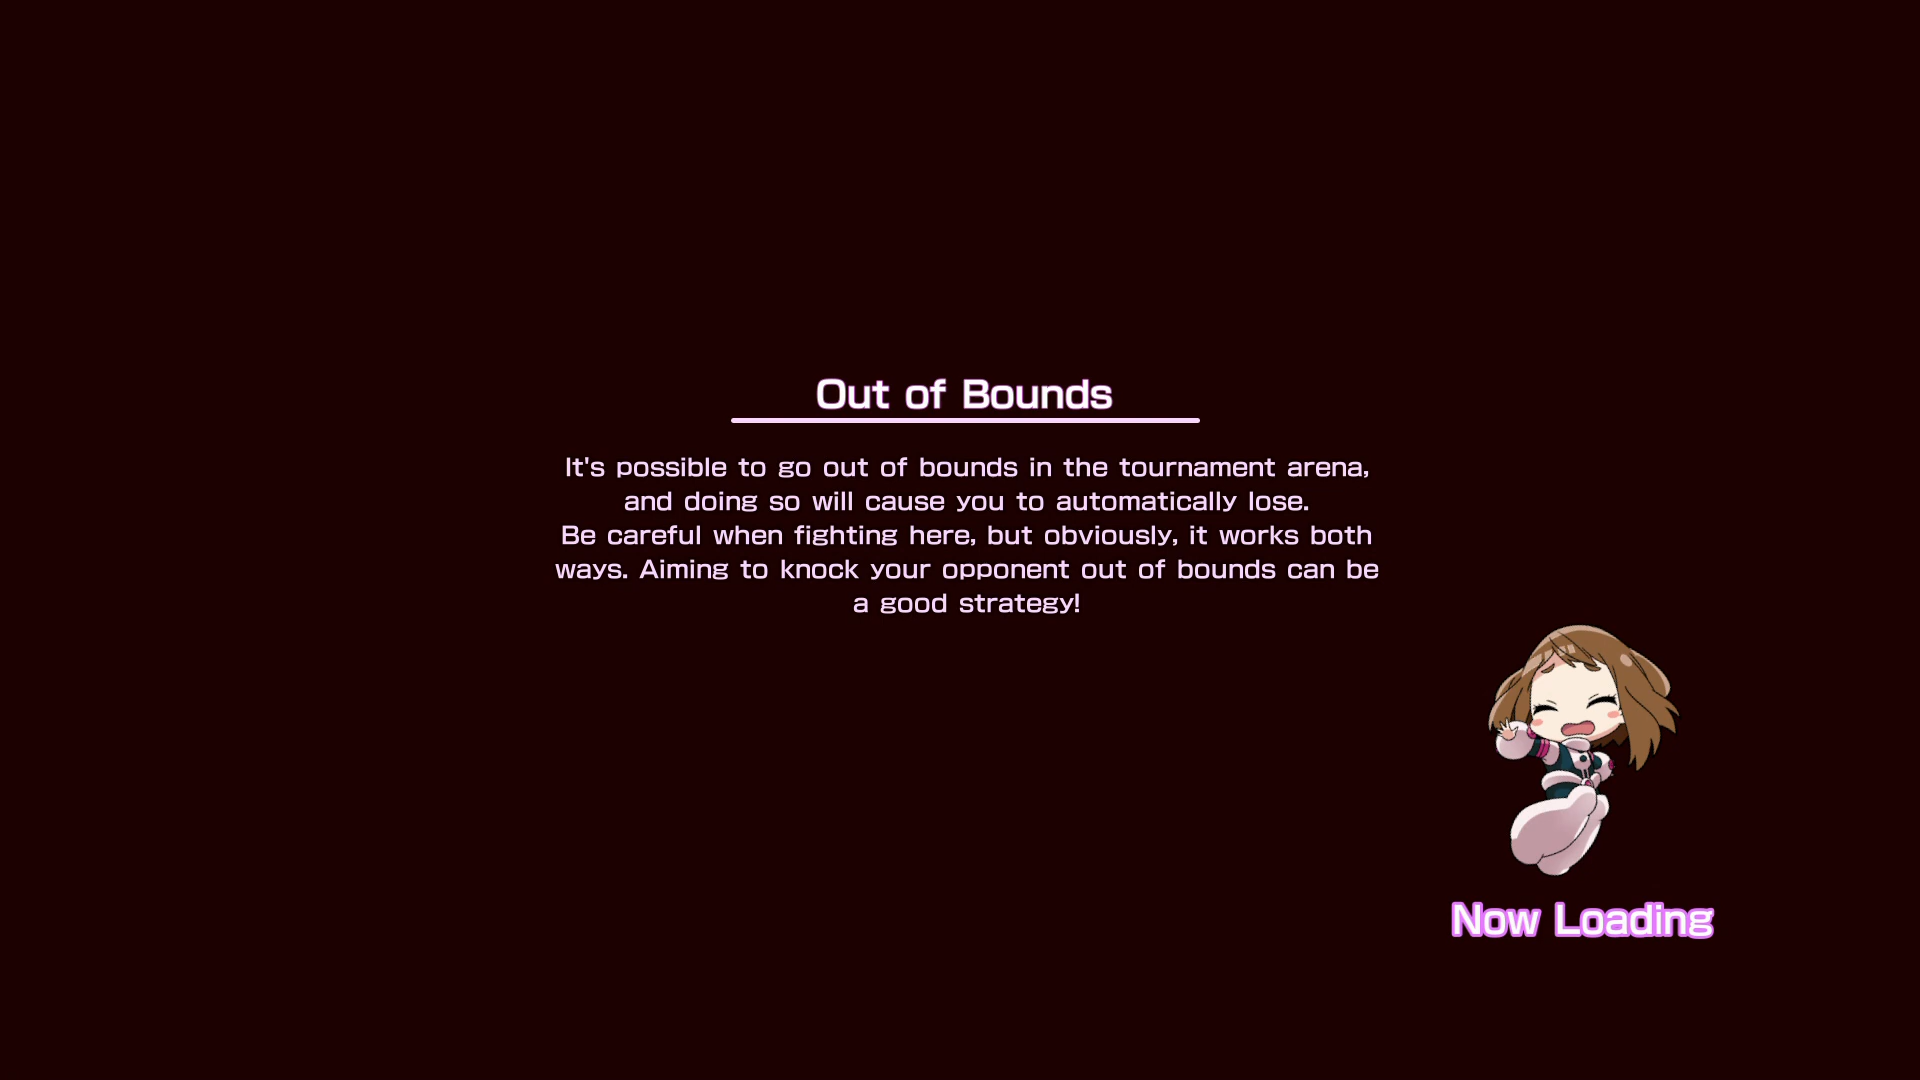 Out of Bounds
It's possible to go out of bounds in the tournament arena,
and doing so will cause you to automatically lose.
Be careful when fighting here, but obviously, it works both
ways. Aiming to knock your opponent out of bounds can be
a good strategy!
Now Loading